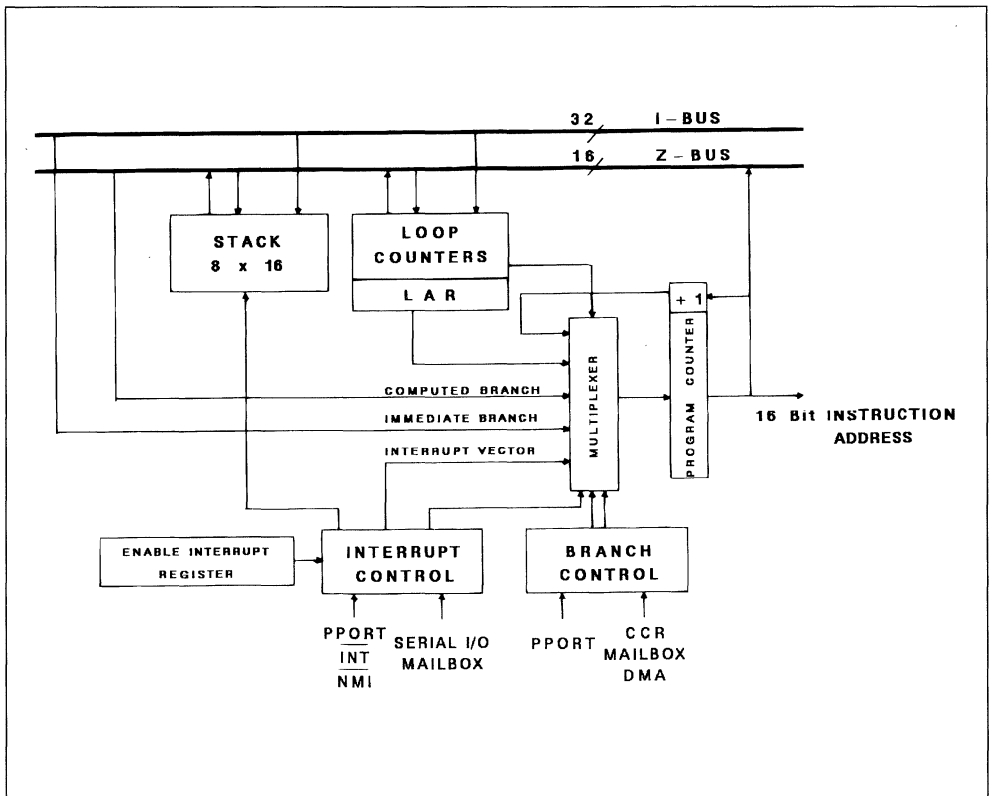 32 I-BUS
16 Z-BUS
STACK
8 x 16
LOOP
COUNTERS
LAR
+ 1
MULTIPLEXER
PROGRAM COUNTER
COMPUTED BRANCH
IMMEDIATE BRANCH
INTERRUPT VECTOR
16 Bit INSTRUCTION
ADDRESS
ENABLE INTERRUPT
REGISTER
INTERRUPT
CONTROL
BRANCH
CONTROL
PPORT
INT
NMI
SERIAL I/O
MAILBOX
PPORT
CCR
MAILBOX
DMA